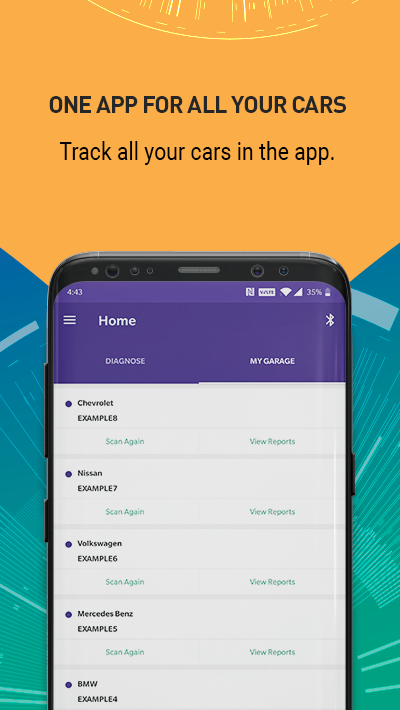 ONE APP FOR ALL YOUR CARS
Track all your cars in the app.
4:43 35%
Home
DIAGNOSE MY GARAGE
Chevrolet
EXAMPLE8
Scan Again View Reports
Nissan
EXAMPLE7
Scan Again View Reports
Volkswagen
EXAMPLE6
Scan Again View Reports
Mercedes Benz
EXAMPLE5
Scan Again View Reports
BMW
EXAMPLE4